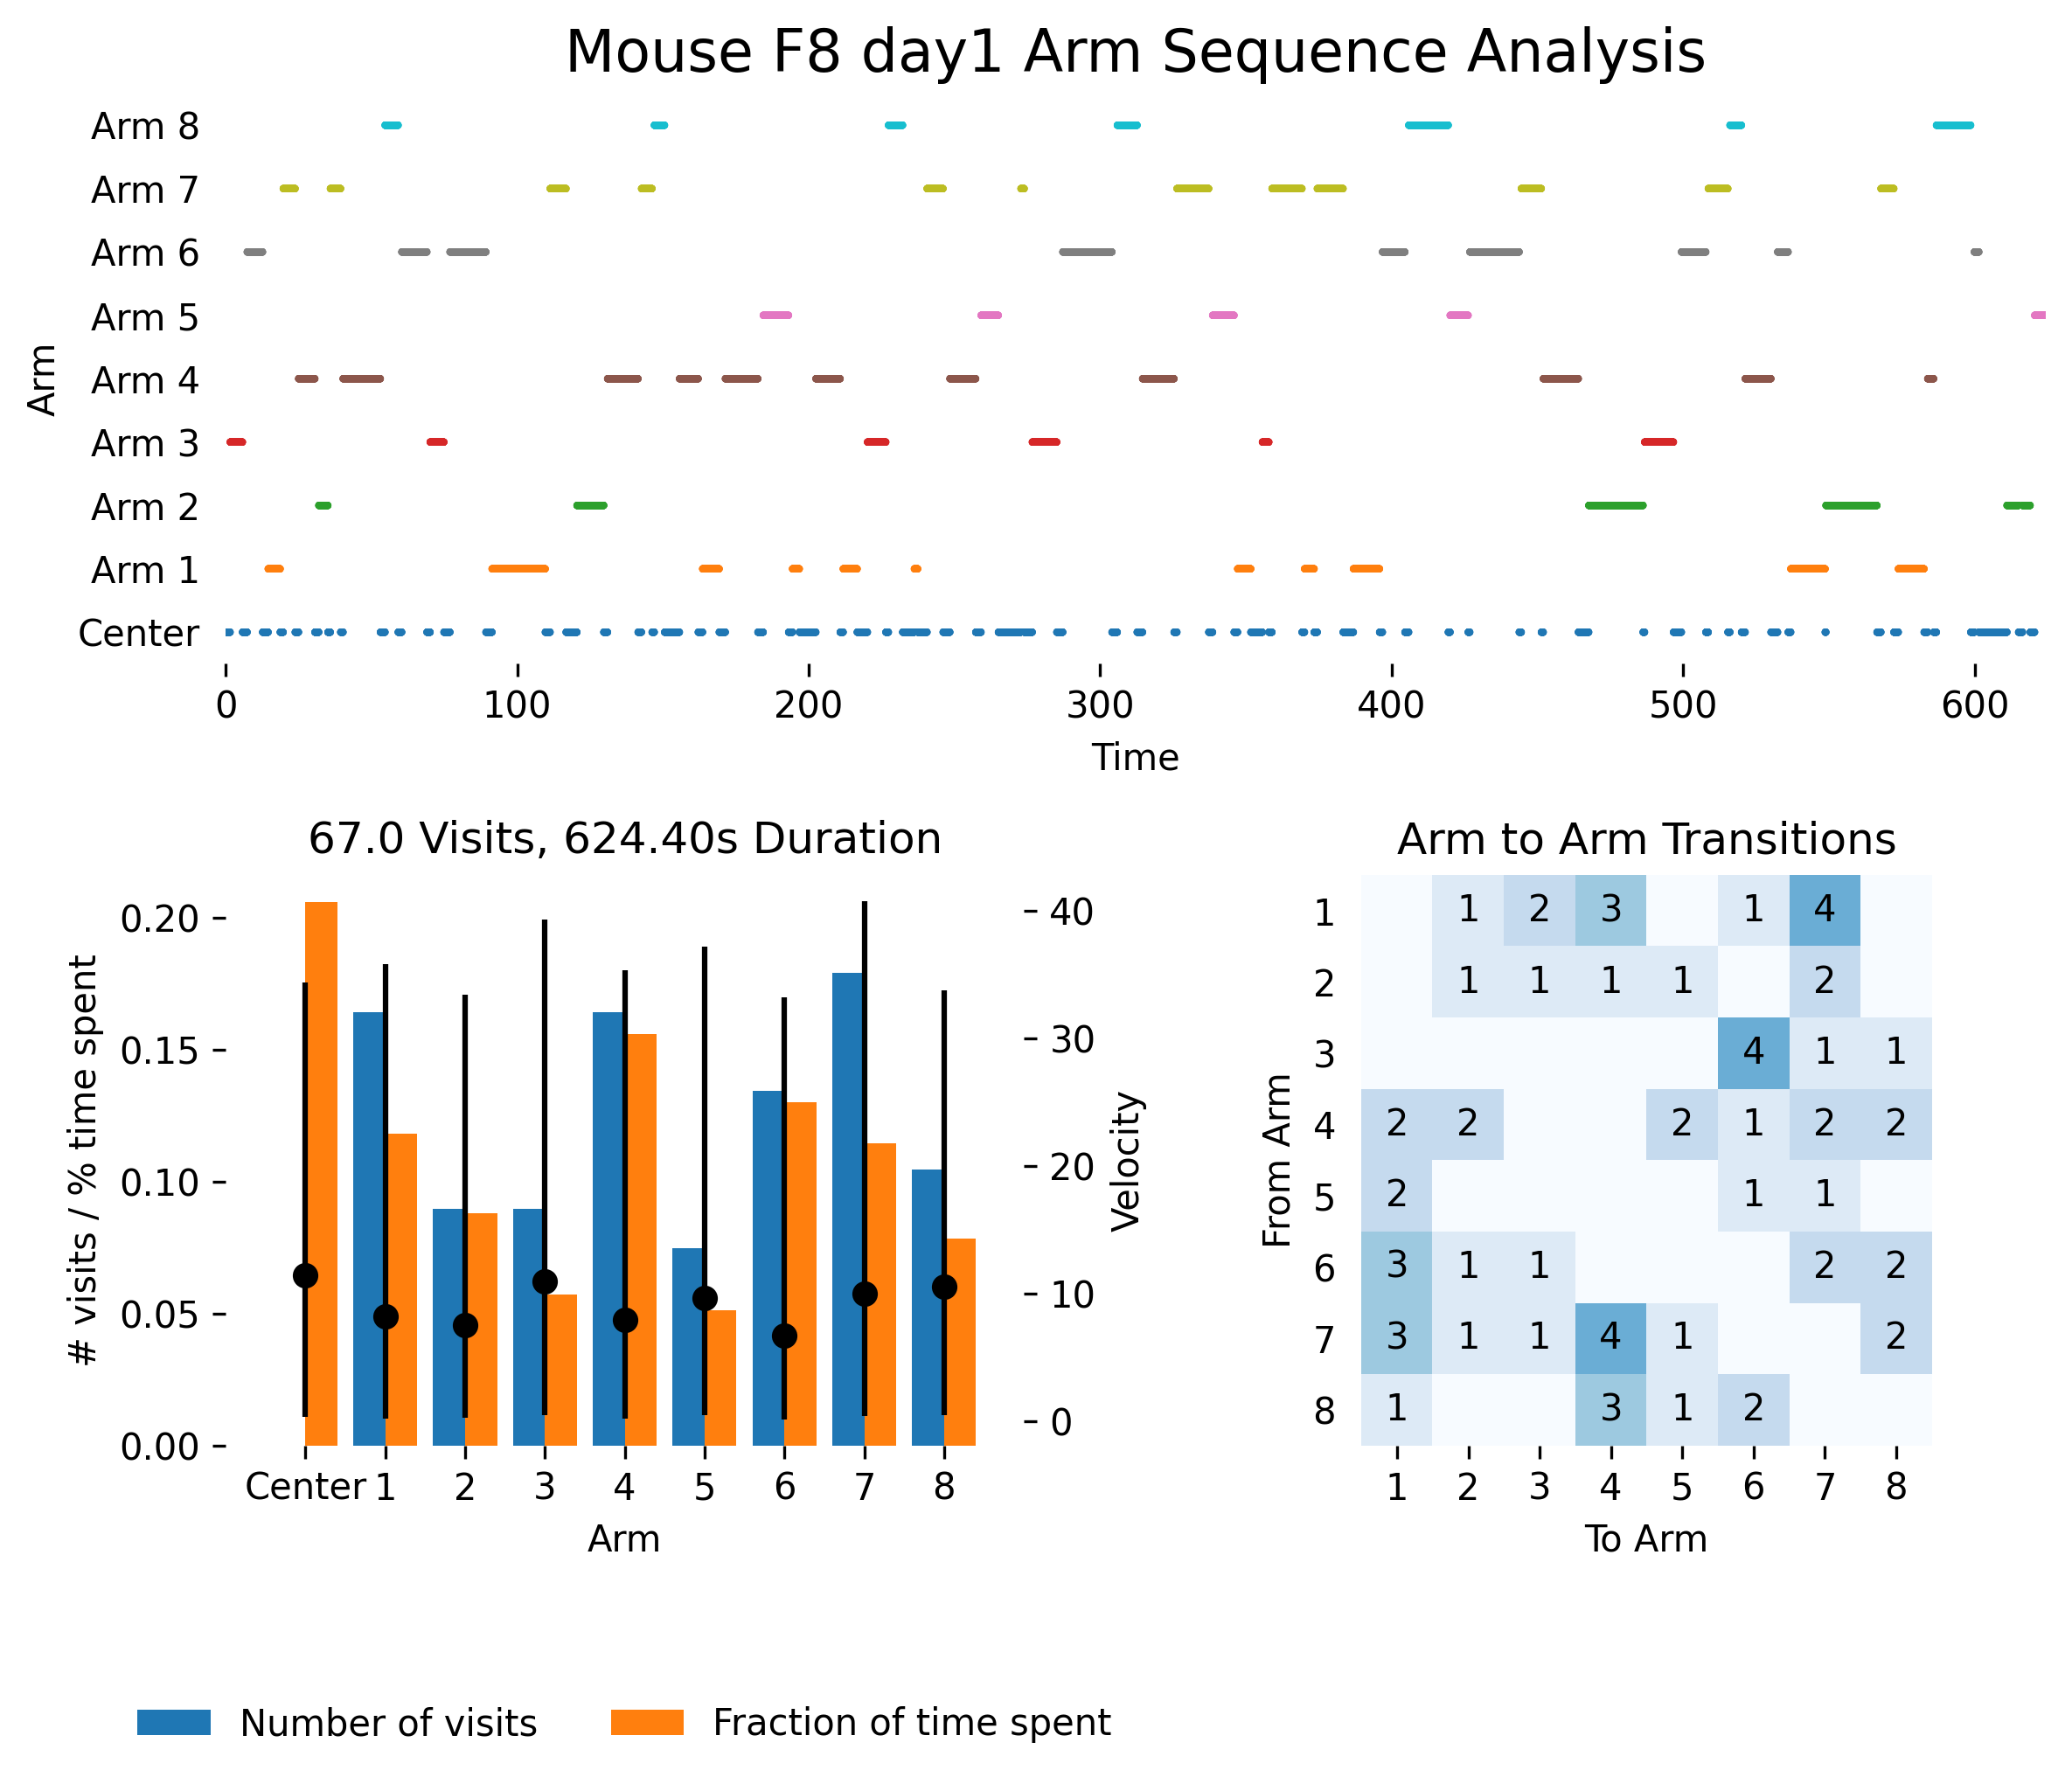 Mouse F8 day1 Arm Sequence Analysis
Arm
Arm 8
Arm 7
Arm 6
Arm 5
Arm 4
Arm 3
Arm 2
Arm 1
Center
0 100 200 300 400 500 600
Time
67.0 Visits, 624.40s Duration
# visits / % time spent
0.20
0.15
0.10
0.05
0.00
40
30
20
10
0
Velocity
Center 1 2 3 4 5 6 7 8
Arm
Arm to Arm Transitions
From Arm
1 1 2 3 1 4
2 1 1 1 1 2
3 4 1 1
4 2 2 2 1 2 2
5 2 1 1
6 3 1 1 2 2
7 3 1 1 4 1 2
8 1 3 1 2
1 2 3 4 5 6 7 8
To Arm
Number of visits
Fraction of time spent